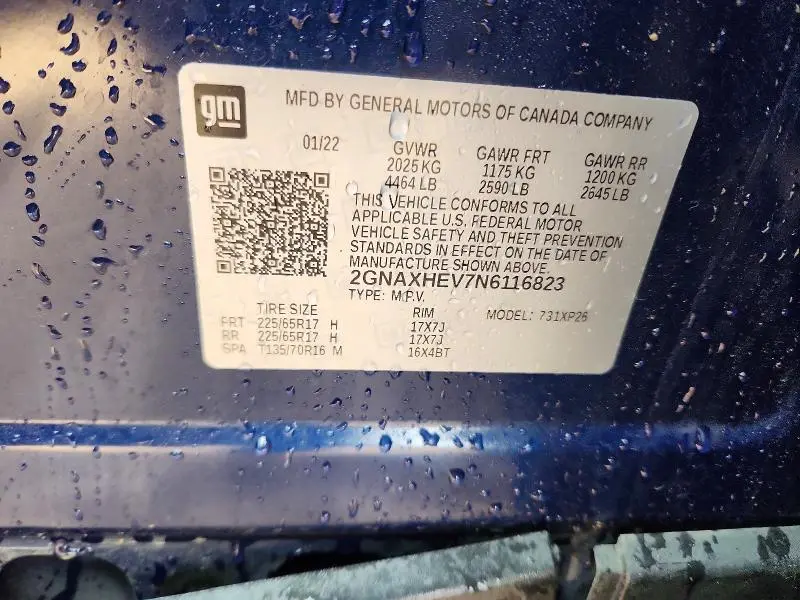 gm
MFD BY GENERAL MOTORS OF CANADA COMPANY
01/22 GVWR GAWR FRT GAWR RR
2025 KG 1175 KG 1200 KG
4464 LB 2590 LB 2645 LB
THIS VEHICLE CONFORMS TO ALL
APPLICABLE U.S. FEDERAL MOTOR
VEHICLE SAFETY AND THEFT PREVENTION
STANDARDS IN EFFECT ON THE DATE OF
MANUFACTURE SHOWN ABOVE.
2GNAXHEV7N6116823
TYPE: M.P.V. MODEL: 731XP26
TIRE SIZE RIM
FRT 225/65R17 H 17X7J
RR 225/65R17 H 17X7J
SPA T135/70R16 M 16X4BT